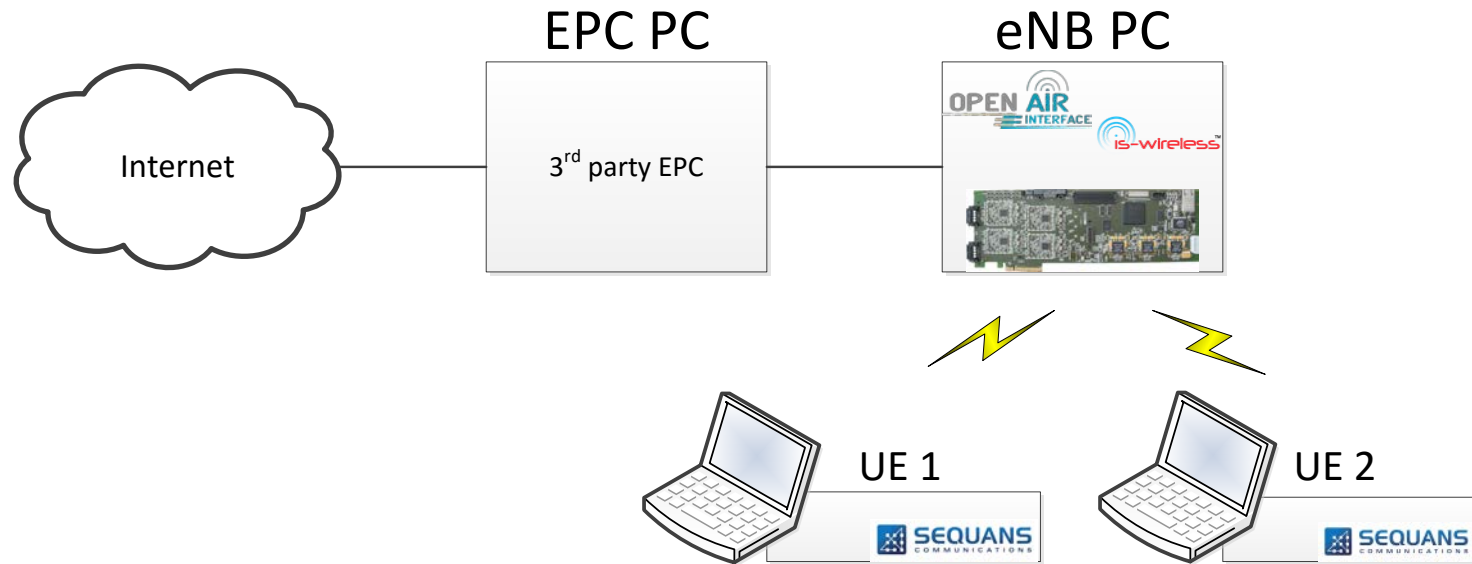 EPC PC
eNB PC
Internet
3rd party EPC
OPEN AIR
INTERFACE
is-wireless™
UE 1
UE 2
SEQUANS
COMMUNICATIONS
SEQUANS
COMMUNICATIONS